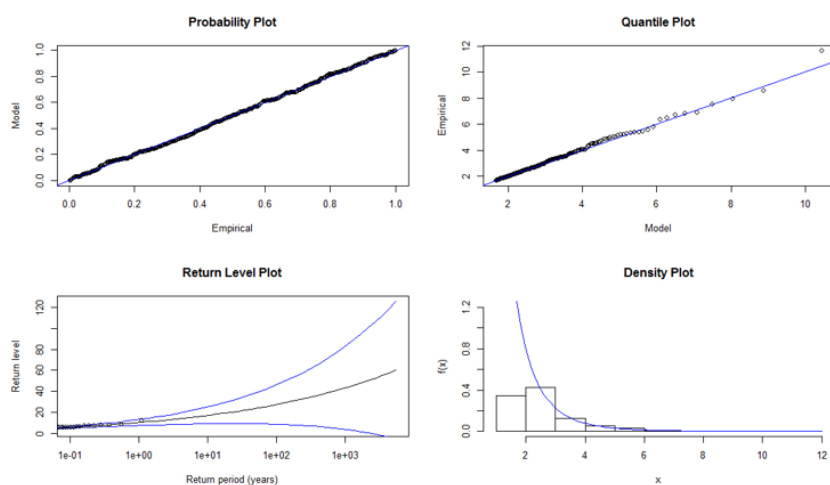 Probability Plot
Model
0.0 0.2 0.4 0.6 0.8 1.0
0.0 0.2 0.4 0.6 0.8 1.0
Empirical
Quantile Plot
Empirical
2 4 6 8 10 12
2 4 6 8 10
Model
Return Level Plot
Return level
0 20 40 60 80 120
1e-01 1e+00 1e+01 1e+02 1e+03
Return period (years)
Density Plot
f(x)
0.0 0.4 0.8 1.2
2 4 6 8 10 12
x